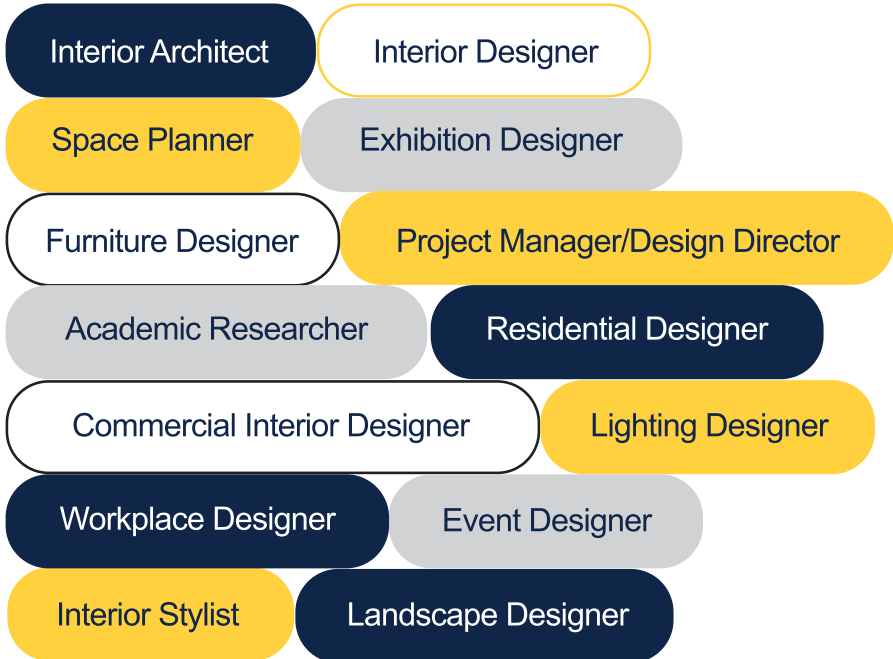 Interior Architect
Interior Designer
Space Planner
Exhibition Designer
Furniture Designer
Project Manager/Design Director
Academic Researcher
Residential Designer
Commercial Interior Designer
Lighting Designer
Workplace Designer
Event Designer
Interior Stylist
Landscape Designer